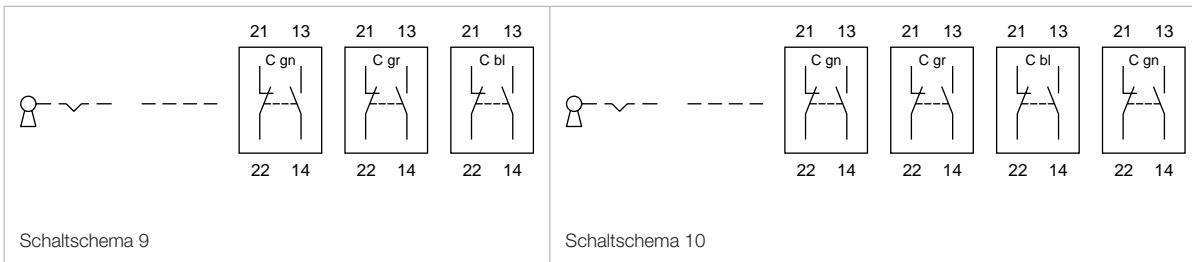 21 13 21 13 21 13
C gn C gr C bl
22 14 22 14 22 14
Schaltschema 9
21 13 21 13 21 13 21 13
C gn C gr C bl C gn
22 14 22 14 22 14 22 14
Schaltschema 10